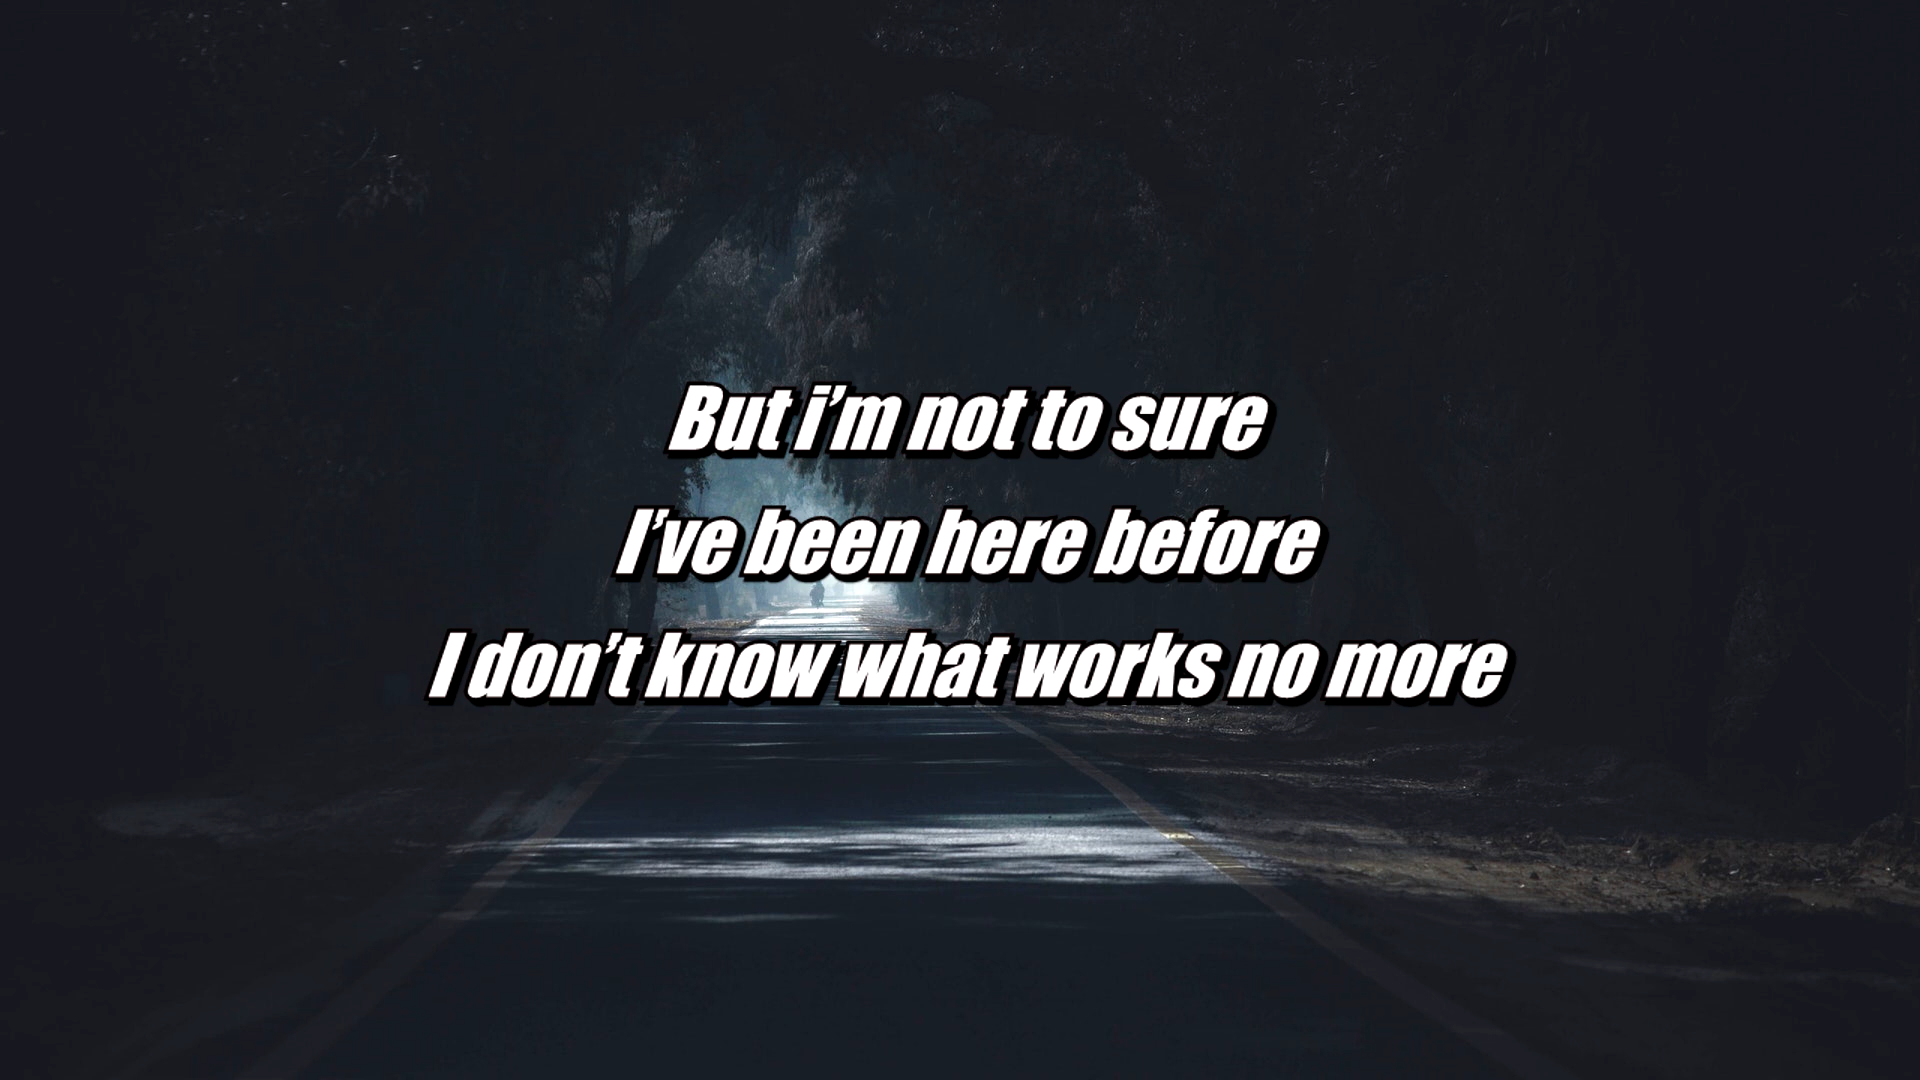 But i’m not to sure
I’ve been here before
I don’t know what works no more